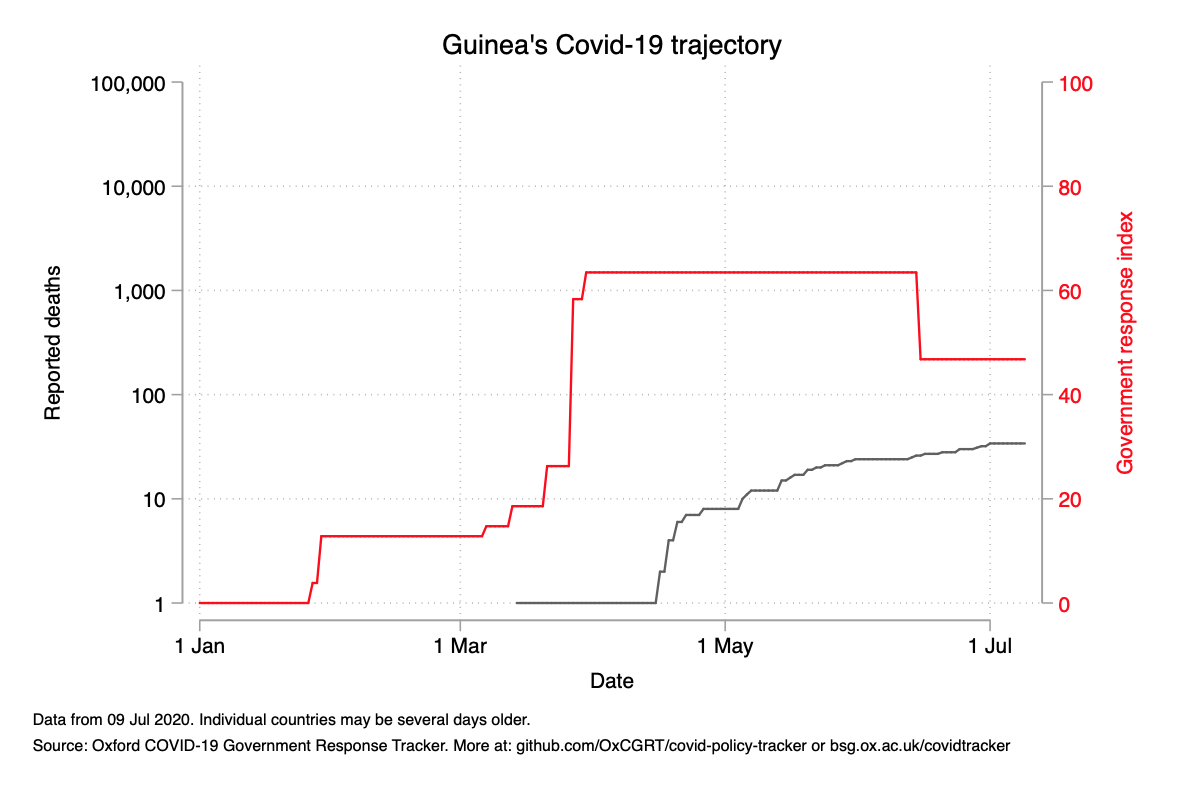 Guinea's Covid-19 trajectory
100,000
10,000
1,000
100
10
1
Reported deaths
100
80
60
40
20
0
Government response index
1 Jan
1 Mar
1 May
1 Jul
Date
Data from 09 Jul 2020. Individual countries may be several days older.
Source: Oxford COVID-19 Government Response Tracker. More at: github.com/OxCGRT/covid-policy-tracker or bsg.ox.ac.uk/covidtracker